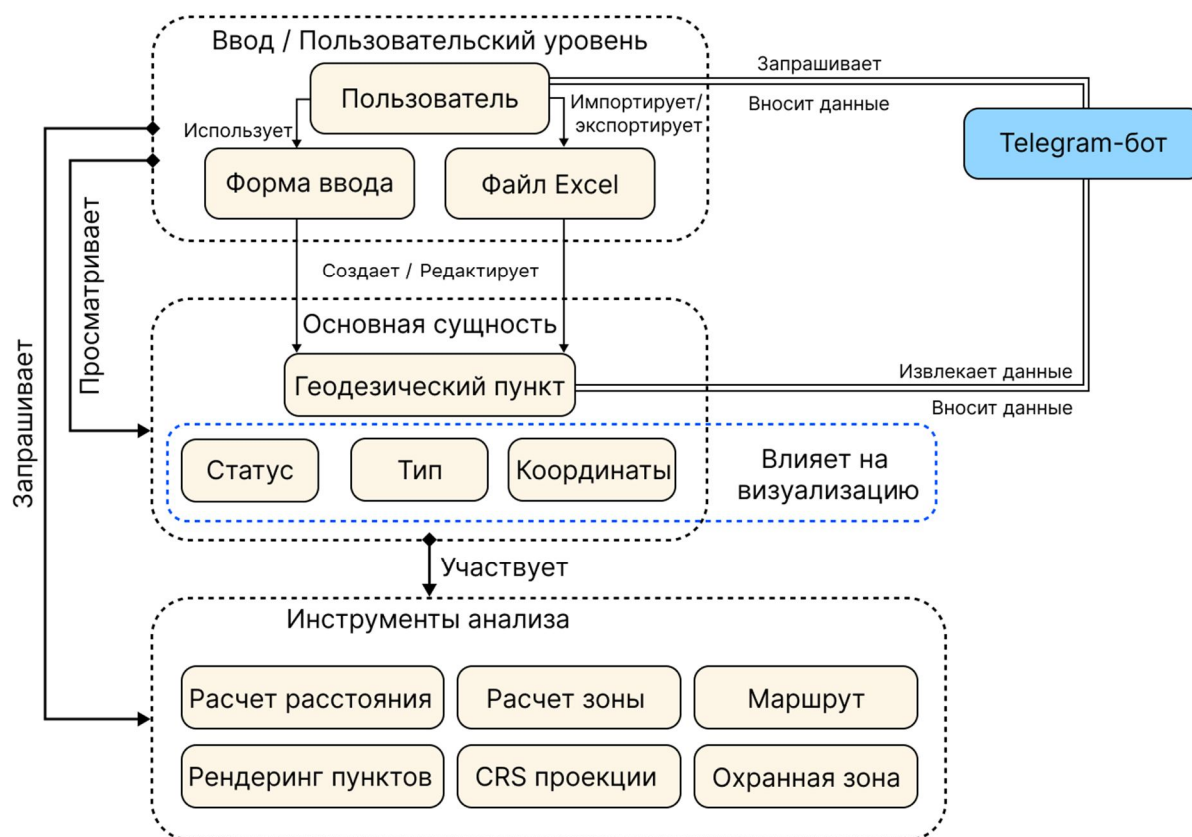 Ввод / Пользовательский уровень
Пользователь
Запрашивает
Вносит данные
Импортирует/
экспортирует
Использует
Форма ввода
Файл Excel
Telegram-бот
Просматривает
Запрашивает
Создает / Редактирует
Основная сущность
Геодезический пункт
Извлекает данные
Вносит данные
Статус
Тип
Координаты
Влияет на
визуализацию
Участвует
Инструменты анализа
Расчет расстояния
Расчет зоны
Маршрут
Рендеринг пунктов
CRS проекции
Охранная зона